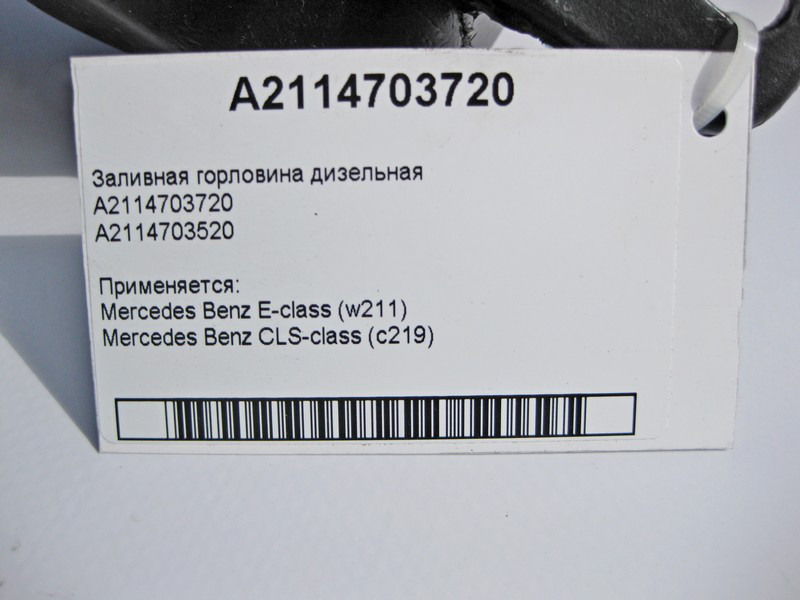 A2114703720
Заливная горловина дизельная
A2114703720
A2114703520
Применяется:
Mercedes Benz E-class (w211)
Mercedes Benz CLS-class (c219)